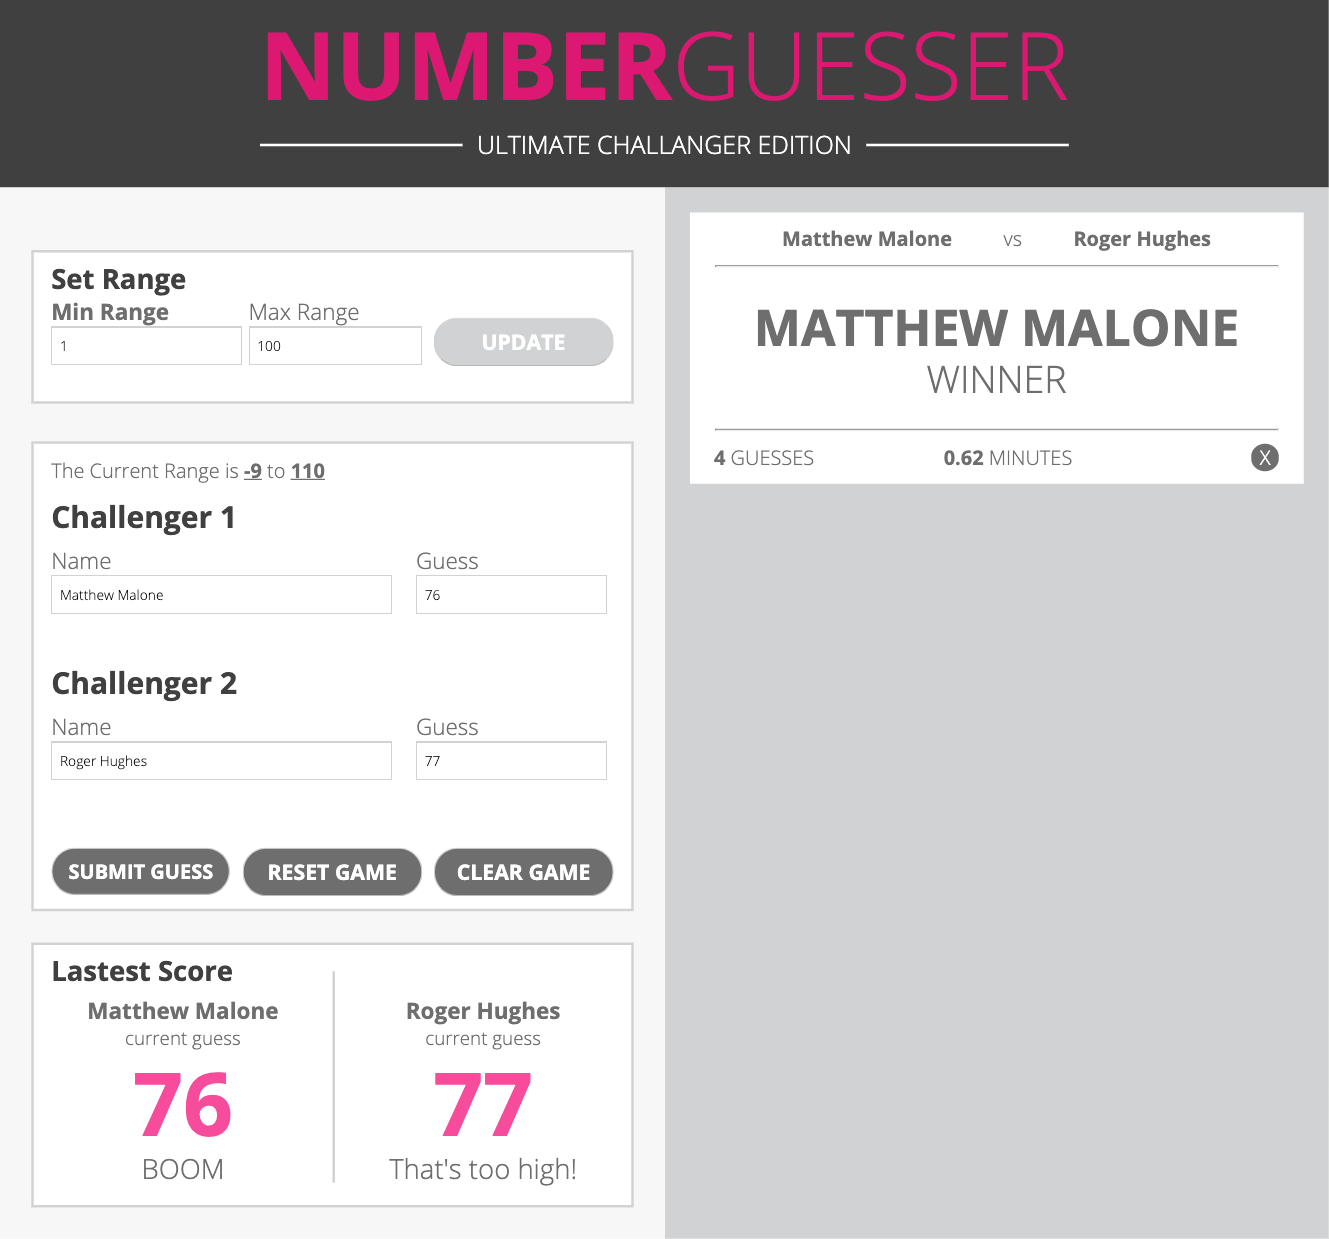 NUMBERGUESSER
ULTIMATE CHALLANGER EDITION
Set Range
Min Range Max Range
1 100 UPDATE
The Current Range is -9 to 110
Challenger 1
Name Guess
Matthew Malone 76
Challenger 2
Name Guess
Roger Hughes 77
SUBMIT GUESS RESET GAME CLEAR GAME
Lastest Score
Matthew Malone Roger Hughes
current guess current guess
76 77
BOOM That's too high!
Matthew Malone vs Roger Hughes
MATTHEW MALONE
WINNER
4 GUESSES 0.62 MINUTES X